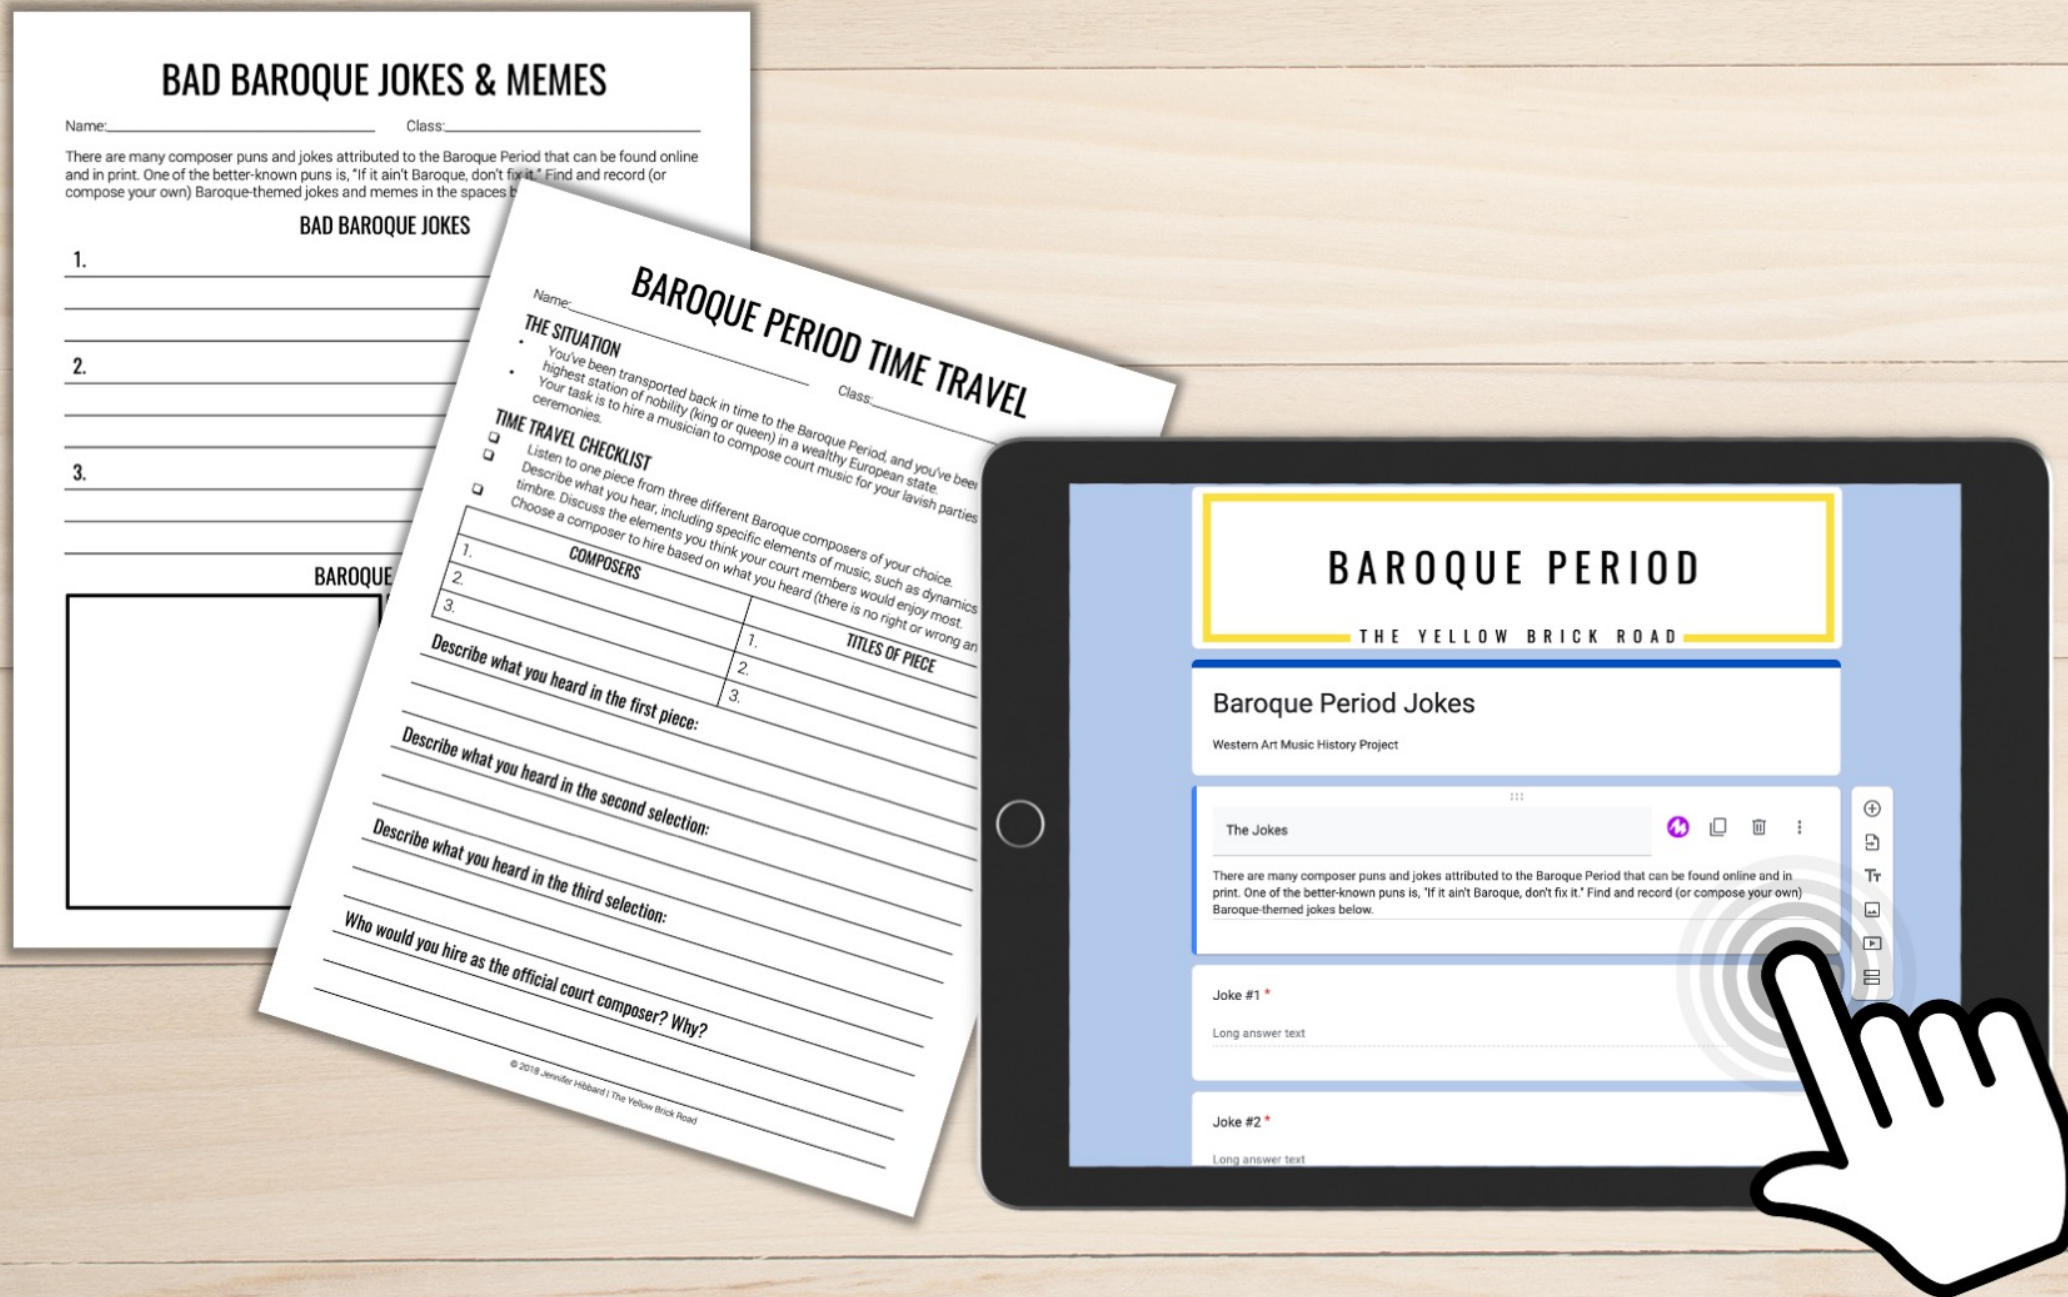 BAD BAROQUE JOKES & MEMES
Name: Class:
There are many composer puns and jokes attributed to the Baroque Period that can be found online
and in print. One of the better-known puns is, "If it ain't Baroque, don't fix it." Find and record (or
compose your own) Baroque-themed jokes and memes in the spaces
BAD BAROQUE JOKES
1.
2.
3.
BAROQUE
BAROQUE PERIOD TIME TRAVEL
Name: Class:
THE SITUATION
• You've been transported back in time to the Baroque Period, and you've been
highest station of nobility (king or queen) in a wealthy European state.
• Your task is to hire a musician to compose court music for your lavish parties
ceremonies.
TIME TRAVEL CHECKLIST
❏ Listen to one piece from three different Baroque composers of your choice.
❏ Describe what you hear, including specific elements of music, such as dynamics
timbre. Discuss the elements you think your court members would enjoy most.
❏ Choose a composer to hire based on what you heard (there is no right or wrong an
COMPOSERS TITLES OF PIECE
1. 1.
2. 2.
3. 3.
Describe what you heard in the first piece:
Describe what you heard in the second selection:
Describe what you heard in the third selection:
Who would you hire as the official court composer? Why?
© 2018 Jennifer Hibbard | The Yellow Brick Road
BAROQUE PERIOD
THE YELLOW BRICK ROAD
Baroque Period Jokes
Western Art Music History Project
The Jokes
There are many composer puns and jokes attributed to the Baroque Period that can be found online and in
print. One of the better-known puns is, "If it ain't Baroque, don't fix it." Find and record (or compose your own)
Baroque-themed jokes below.
Tт
Joke #1 *
Long answer text
Joke #2 *
Long answer text